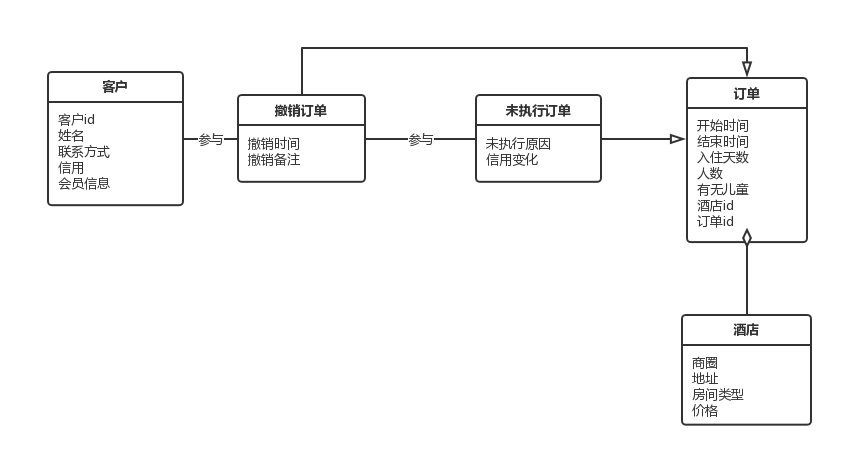 客户
客户id
姓名
联系方式
信用
会员信息
参与
撤销订单
撤销时间
撤销备注
参与
未执行订单
未执行原因
信用变化
订单
开始时间
结束时间
入住天数
人数
有无儿童
酒店id
订单id
酒店
商圈
地址
房间类型
价格